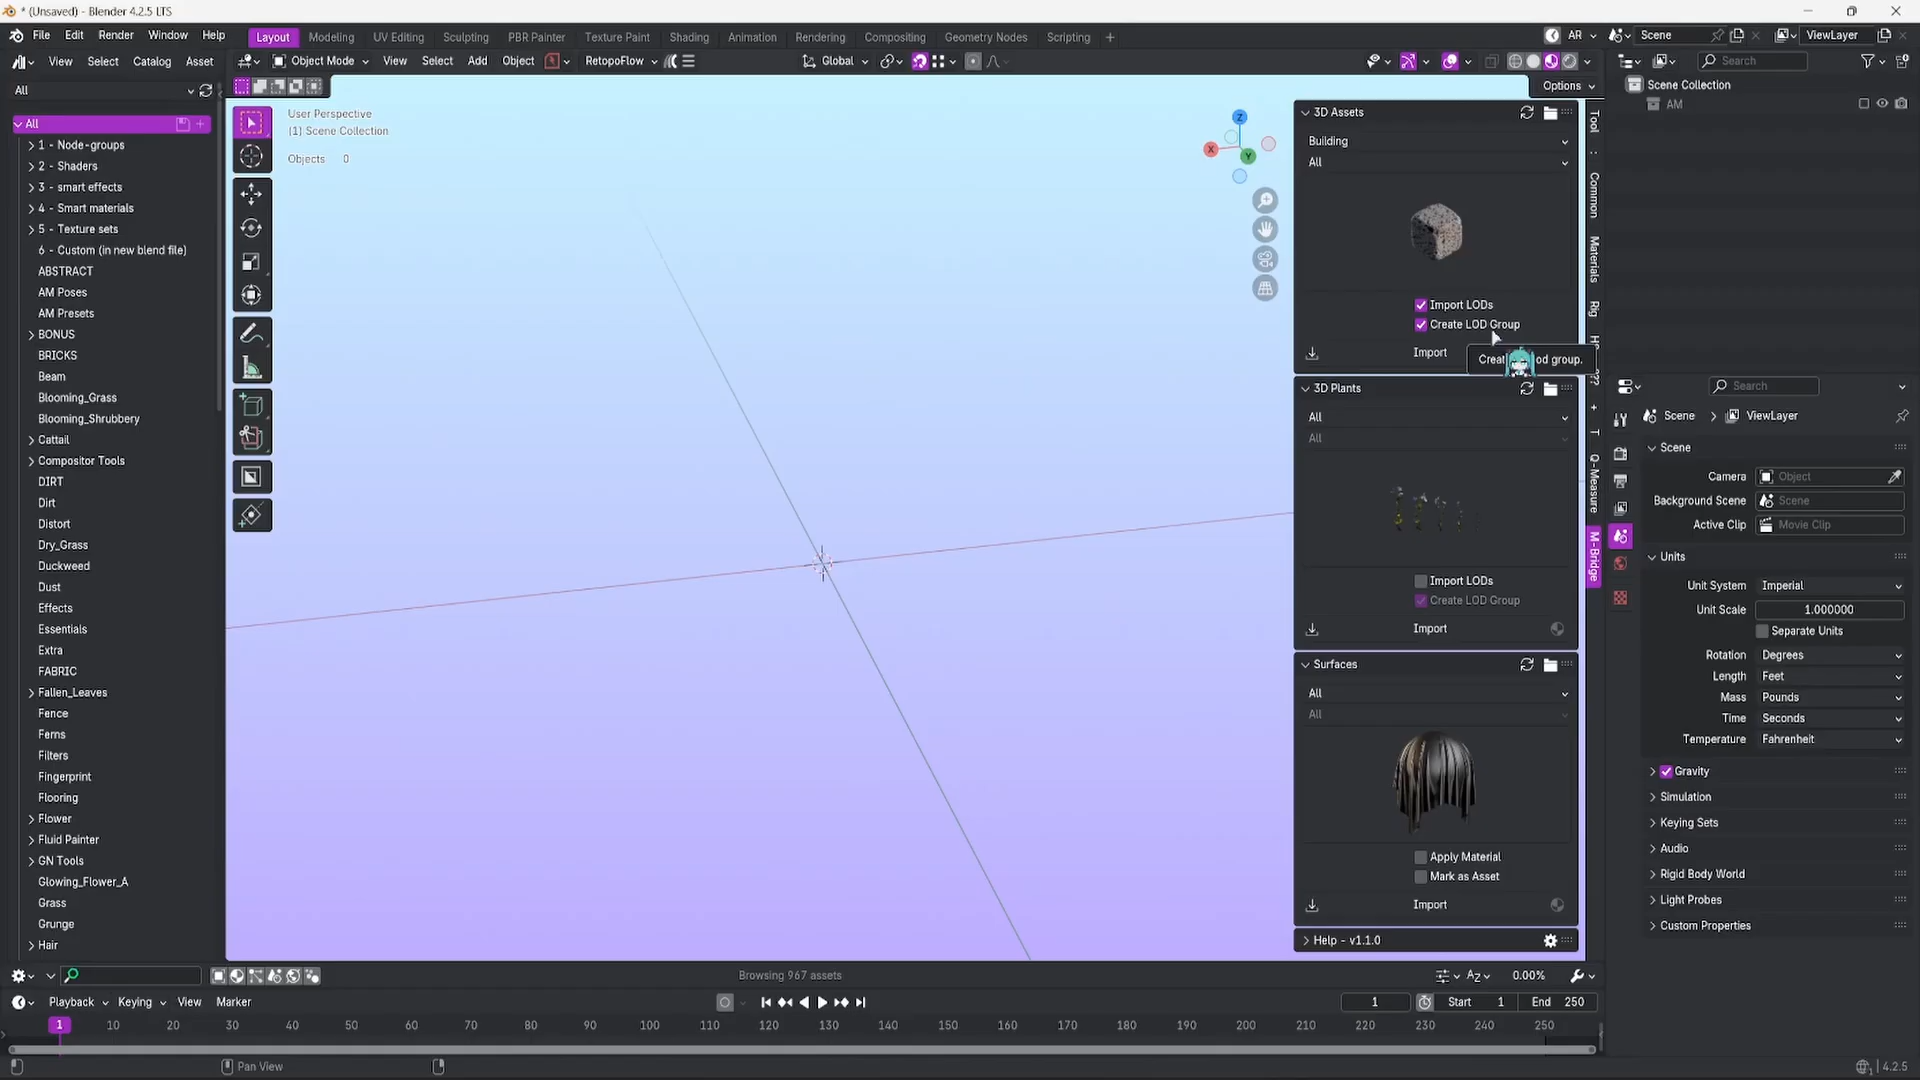 * (Unsaved) - Blender 4.2.5 LTS
File Edit Render Window Help
Layout Modeling UV Editing Sculpting PBR Painter Texture Paint Shading Animation Rendering Compositing Geometry Nodes Scripting +
AR Scene ViewLayer
View Select Catalog Asset
Object Mode View Select Add Object RetopoFlow
Global
Search
All
Options
Scene Collection
AM
All
1 - Node-groups
2 - Shaders
3 - smart effects
4 - Smart materials
5 - Texture sets
6 - Custom (in new blend file)
ABSTRACT
AM Poses
AM Presets
BONUS
BRICKS
Beam
Blooming_Grass
Blooming_Shrubbery
Cattail
Compositor Tools
DIRT
Dirt
Distort
Dry_Grass
Duckweed
Dust
Effects
Essentials
Extra
FABRIC
Fallen_Leaves
Fence
Ferns
Filters
Fingerprint
Flooring
Flower
Fluid Painter
GN Tools
Glowing_Flower_A
Grass
Grunge
Hair
User Perspective
(1) Scene Collection
Objects 0
Z
X
Y
3D Assets
Building
All
Import LODs
Create LOD Group
Import
Creat
od group.
3D Plants
All
All
Import LODs
Create LOD Group
Import
Surfaces
All
All
Apply Material
Mark as Asset
Import
Help - v1.1.0
Tool
Common
Materials
Rig
???
+
T
Q-Measure
M-Bridge
Search
Scene > ViewLayer
Scene
Camera Object
Background Scene Scene
Active Clip Movie Clip
Units
Unit System Imperial
Unit Scale 1.000000
Separate Units
Rotation Degrees
Length Feet
Mass Pounds
Time Seconds
Temperature Fahrenheit
Gravity
Simulation
Keying Sets
Audio
Rigid Body World
Light Probes
Custom Properties
Browsing 967 assets
0.00%
Playback Keying View Marker
1 Start 1 End 250
1 10 20 30 40 50 60 70 80 90 100 110 120 130 140 150 160 170 180 190 200 210 220 230 240 250
Pan View
4.2.5